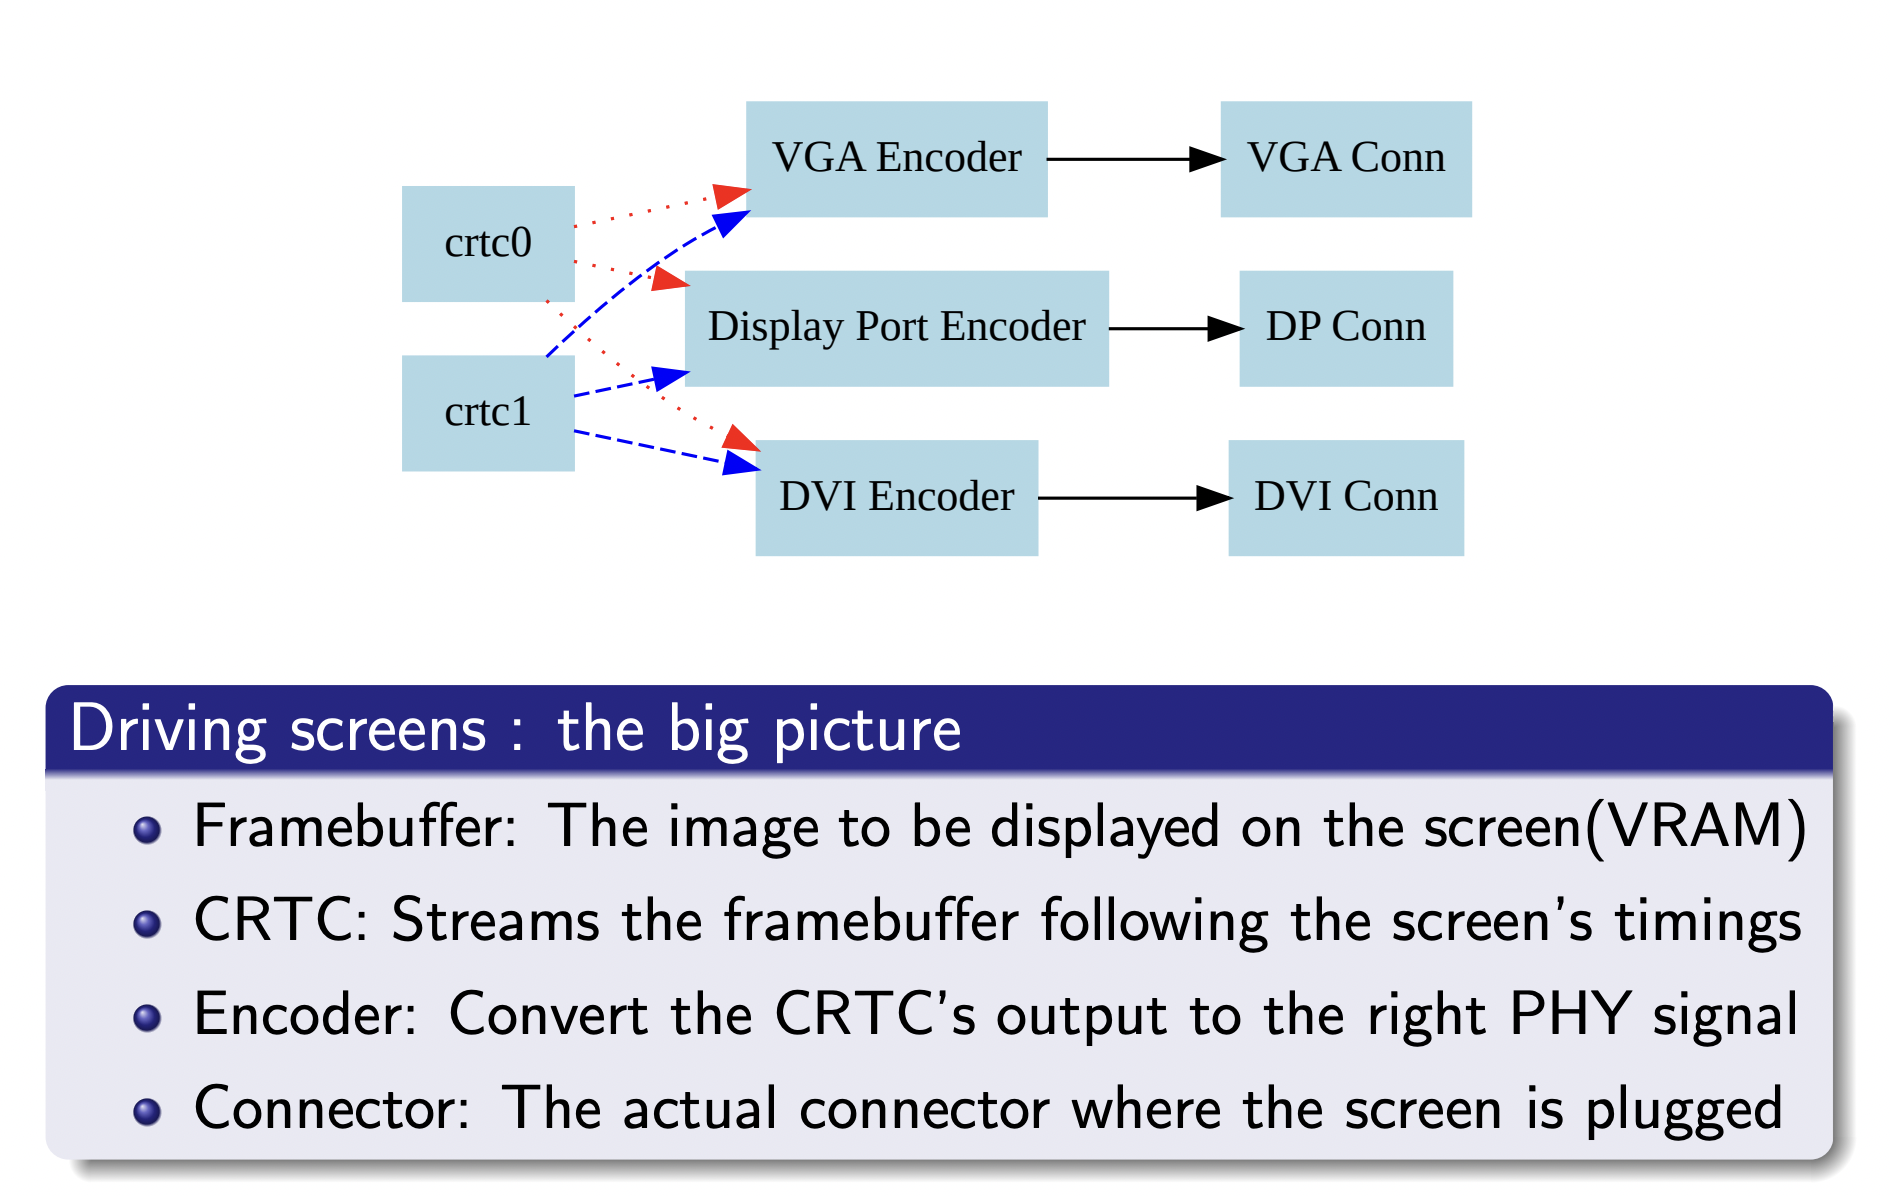 VGA Encoder
VGA Conn
crtc0
Display Port Encoder
DP Conn
crtc1
DVI Encoder
DVI Conn
Driving screens : the big picture
Framebuffer: The image to be displayed on the screen(VRAM)
CRTC: Streams the framebuffer following the screen's timings
Encoder: Convert the CRTC's output to the right PHY signal
Connector: The actual connector where the screen is plugged